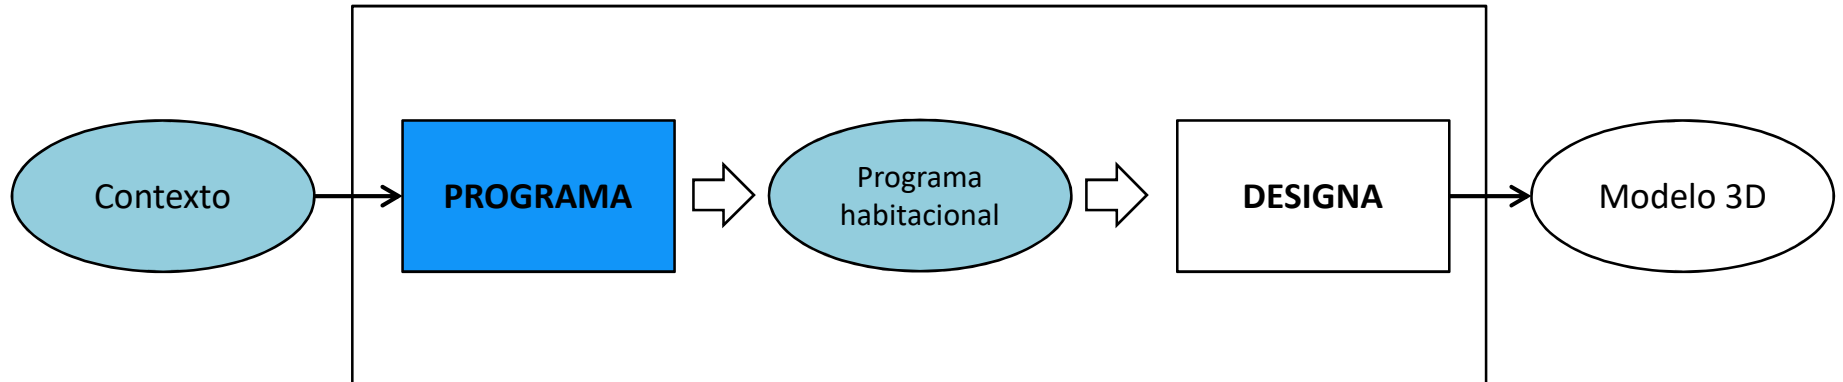 Contexto
PROGRAMA
Programa
habitacional
DESIGNA
Modelo 3D